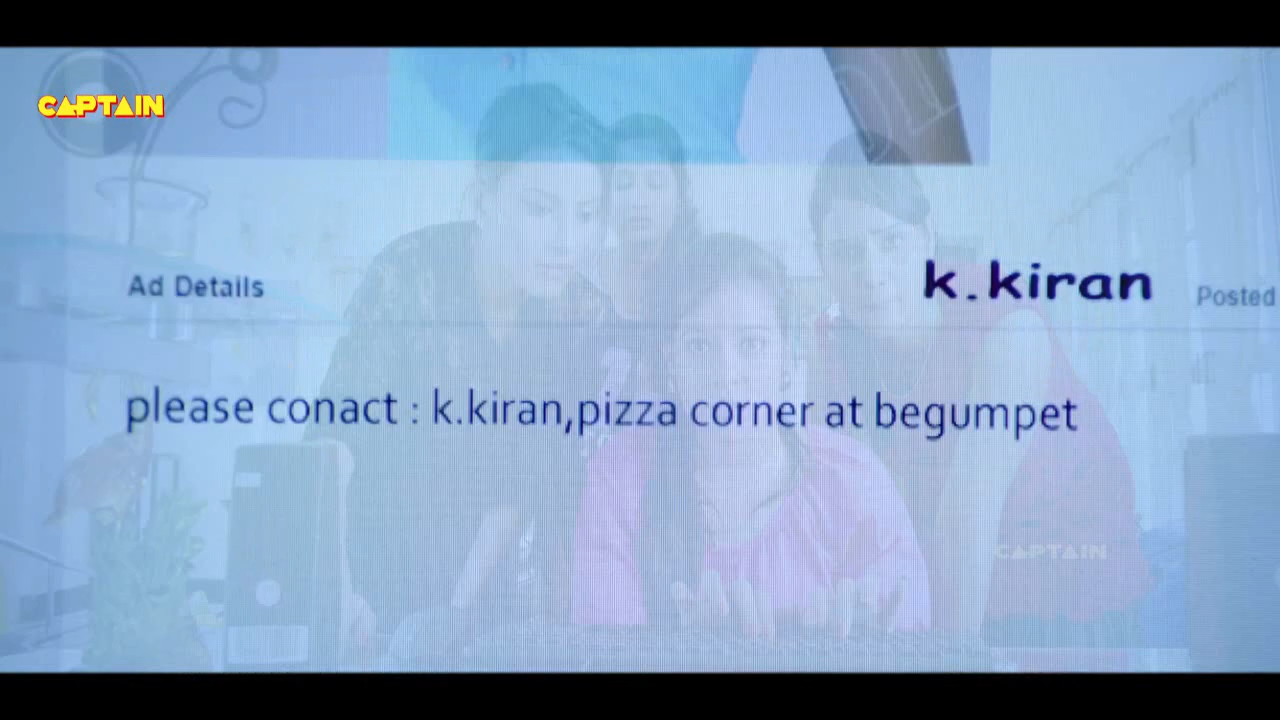 CAPTAIN
Ad Details
k.kiran
Posted
please conact : k.kiran,pizza corner at begumpet
CAPTAIN